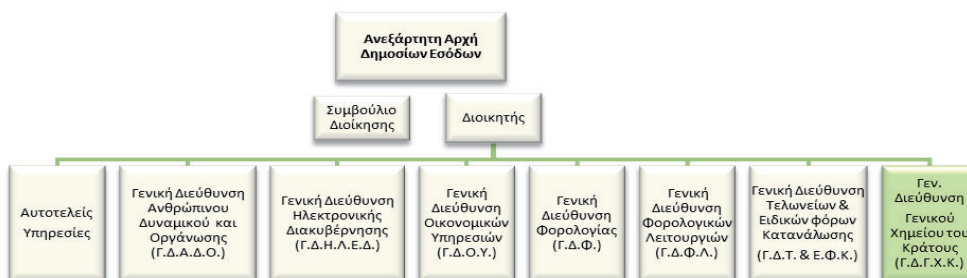 Ανεξάρτητη Αρχή
Δημοσίων Εσόδων
Συμβούλιο
Διοίκησης
Διοικητής
Αυτοτελείς
Υπηρεσίες
Γενική Διεύθυνση
Ανθρώπινου
Δυναμικού και
Οργάνωσης
(Γ.Δ.Α.Δ.Ο.)
Γενική Διεύθυνση
Ηλεκτρονικής
Διακυβέρνησης
(Γ.Δ.Η.Λ.Ε.Δ.)
Γενική
Διεύθυνση
Οικονομικών
Υπηρεσιών
(Γ.Δ.Ο.Υ.)
Γενική
Διεύθυνση
Φορολογίας
(Γ.Δ.Φ.)
Γενική
Διεύθυνση
Φορολογικών
Λειτουργιών
(Γ.Δ.Φ.Λ.)
Γενική Διεύθυνση
Τελωνείων &
Ειδικών φόρων
Κατανάλωσης
(Γ.Δ.Τ. & Ε.Φ.Κ.)
Γεν.
Διεύθυνση
Γενικού
Χημείου του
Κράτους
(Γ.Δ.Γ.Χ.Κ.)